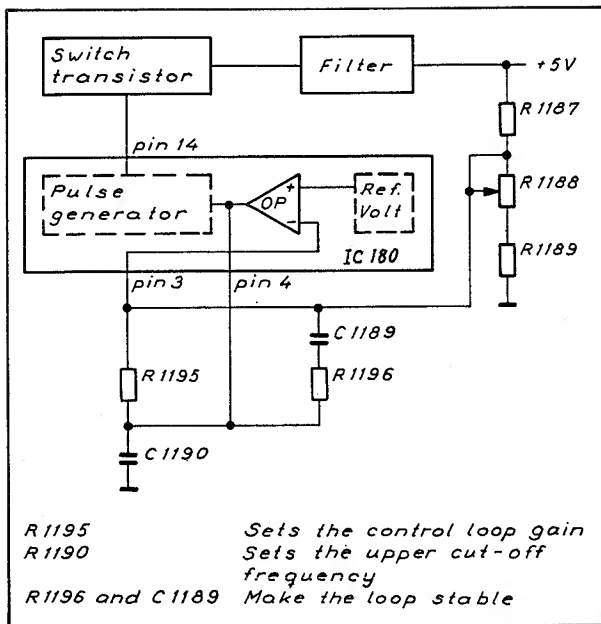 Switch
transistor
Filter
+5V
R1187
pin 14
R1188
Pulse
generator
OP
+
-
Ref.
Volt
IC 180
R1189
pin 3
pin 4
C1189
R1195
R1196
C1190
R1195 Sets the control loop gain
R1190 Sets the upper cut-off
frequency
R1196 and C1189 Make the loop stable